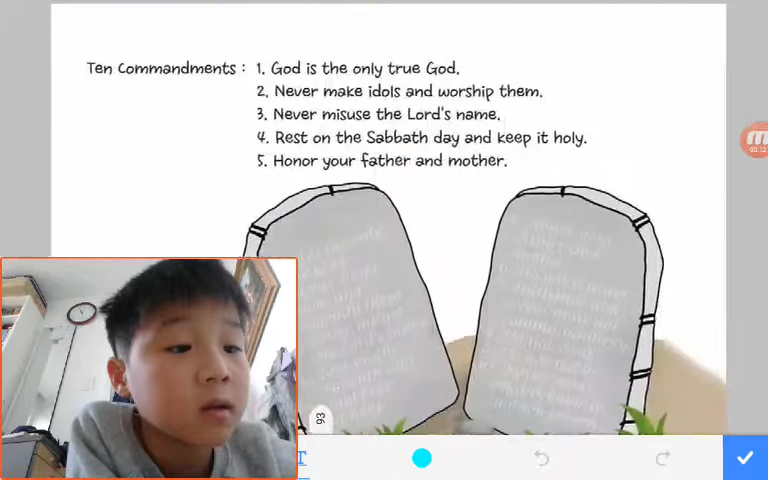 Ten Commandments : 1. God is the only true God.
2. Never make idols and worship them.
3. Never misuse the Lord's name.
4. Rest on the Sabbath day and keep it holy.
5. Honor your father and mother.
93
T
03:12